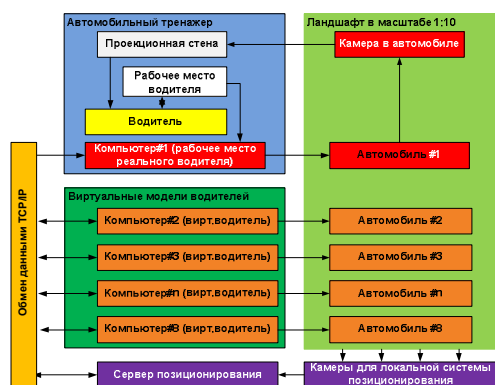 Автомобильный тренажер
Проекционная стена
Рабочее место
водителя
Водитель
Компьютер#1 (рабочее место
реального водителя)
Ландшафт в масштабе 1:10
Камера в автомобиле
Автомобиль #1
Обмен данными TCP/IP
Виртуальные модели водителей
Компьютер#2 (вирт,водитель)
Автомобиль #2
Компьютер#3 (вирт,водитель)
Автомобиль #3
Компьютер#n (вирт,водитель)
Автомобиль #n
Компьютер#8 (вирт,водитель)
Автомобиль #8
Сервер позиционирования
Камеры для локальной системы
позиционирования